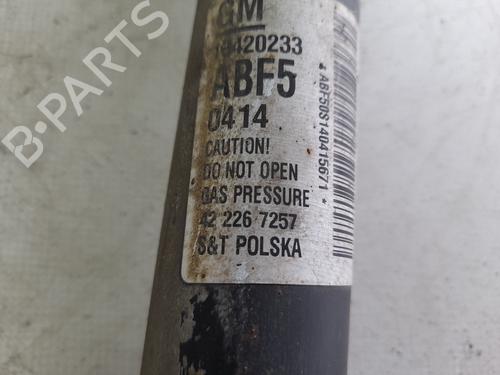 GM
13420233
ABF5
0414
CAUTION!
DO NOT OPEN
GAS PRESSURE
42 226 7257
S&T POLSKA
* ABF50S140415671 *
B-PARTS